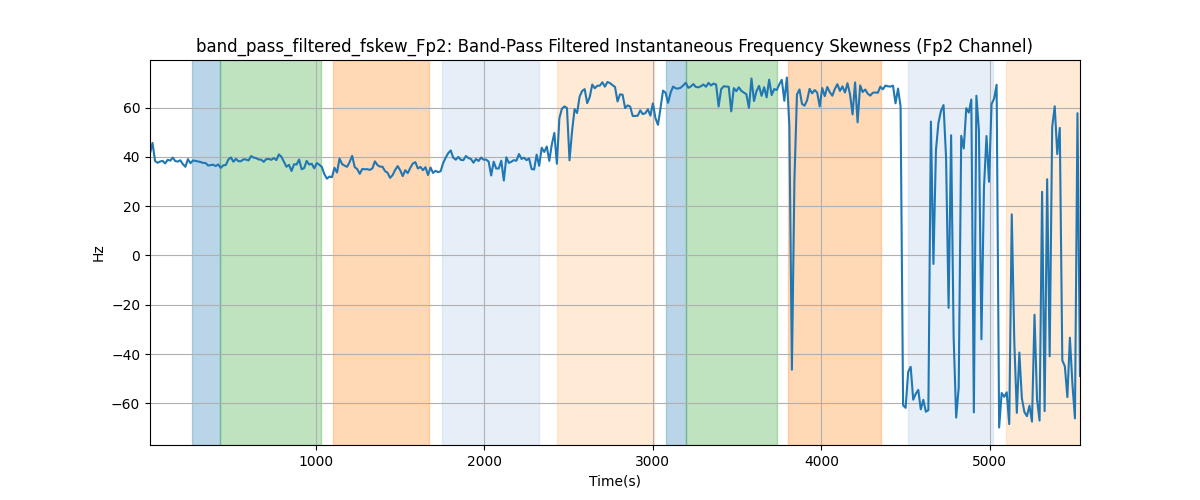 band_pass_filtered_fskew_Fp2: Band-Pass Filtered Instantaneous Frequency Skewness (Fp2 Channel)
60
40
20
0
−20
−40
−60
Hz
1000 2000 3000 4000 5000
Time(s)